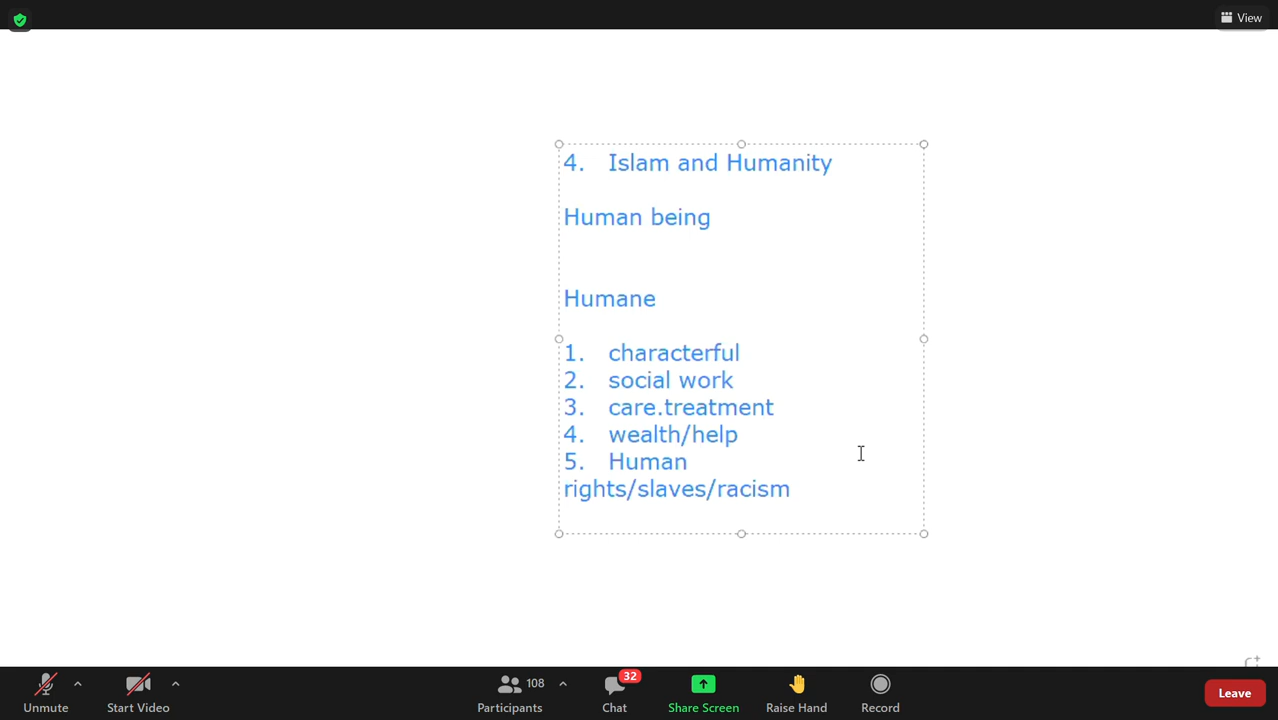 View
4. Islam and Humanity
Human being
Humane
1. characterful
2. social work
3. care.treatment
4. wealth/help
5. Human
rights/slaves/racism
Unmute
Start Video
108
Participants
32
Chat
Share Screen
Raise Hand
Record
Leave